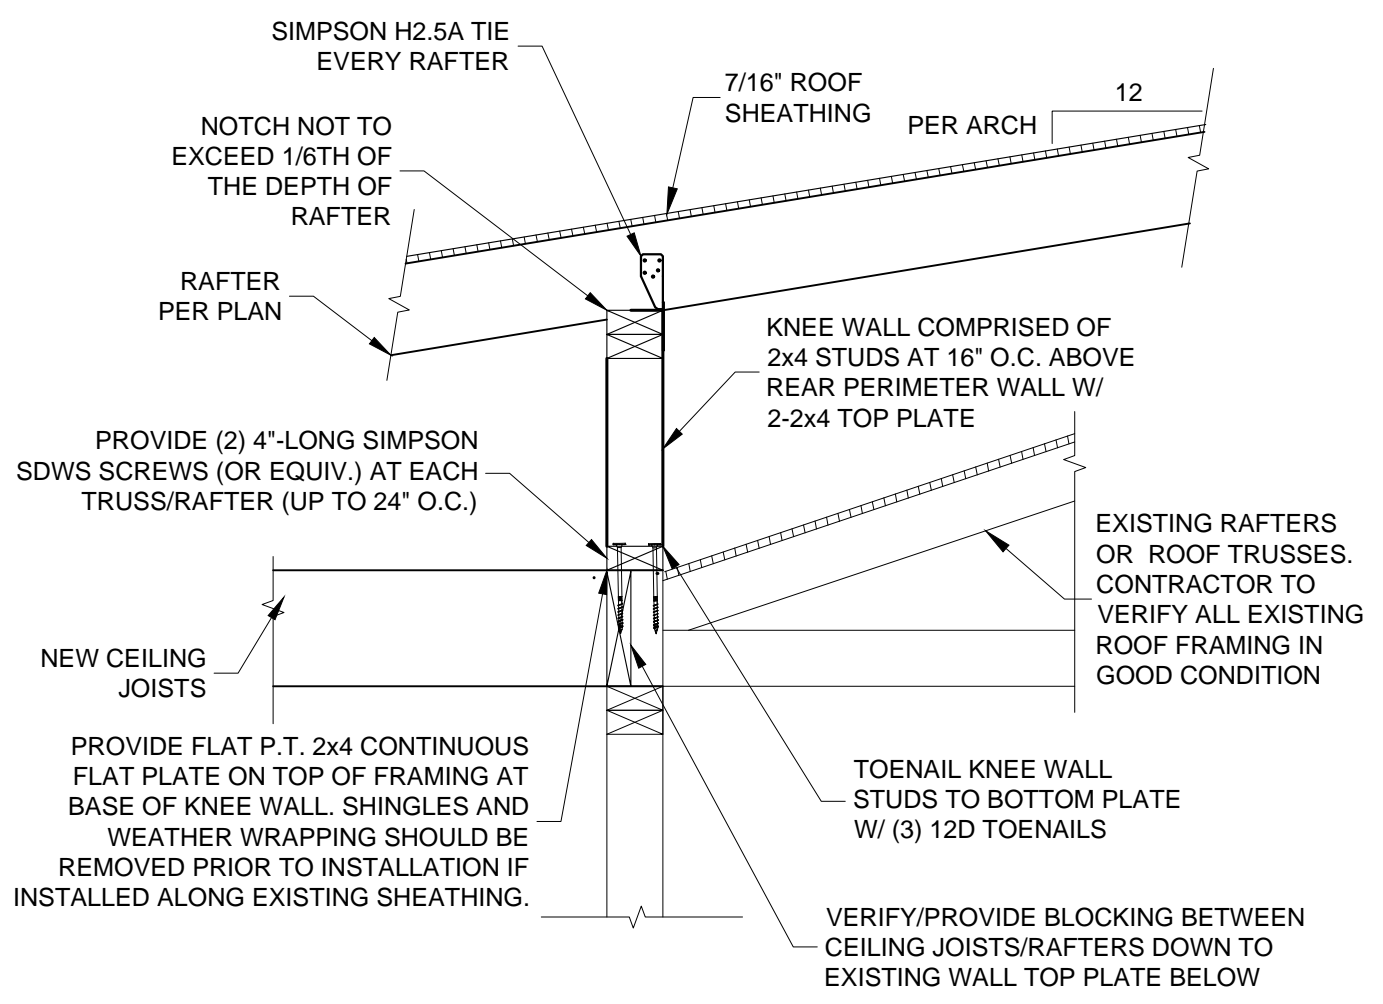 SIMPSON H2.5A TIE
EVERY RAFTER
7/16" ROOF
SHEATHING
12
PER ARCH
NOTCH NOT TO
EXCEED 1/6TH OF
THE DEPTH OF
RAFTER
RAFTER
PER PLAN
KNEE WALL COMPRISED OF
2x4 STUDS AT 16" O.C. ABOVE
REAR PERIMETER WALL W/
2-2x4 TOP PLATE
PROVIDE (2) 4"-LONG SIMPSON
SDWS SCREWS (OR EQUIV.) AT EACH
TRUSS/RAFTER (UP TO 24" O.C.)
EXISTING RAFTERS
OR ROOF TRUSSES.
CONTRACTOR TO
VERIFY ALL EXISTING
ROOF FRAMING IN
GOOD CONDITION
NEW CEILING
JOISTS
PROVIDE FLAT P.T. 2x4 CONTINUOUS
FLAT PLATE ON TOP OF FRAMING AT
BASE OF KNEE WALL. SHINGLES AND
WEATHER WRAPPING SHOULD BE
REMOVED PRIOR TO INSTALLATION IF
INSTALLED ALONG EXISTING SHEATHING.
TOENAIL KNEE WALL
STUDS TO BOTTOM PLATE
W/ (3) 12D TOENAILS
VERIFY/PROVIDE BLOCKING BETWEEN
CEILING JOISTS/RAFTERS DOWN TO
EXISTING WALL TOP PLATE BELOW